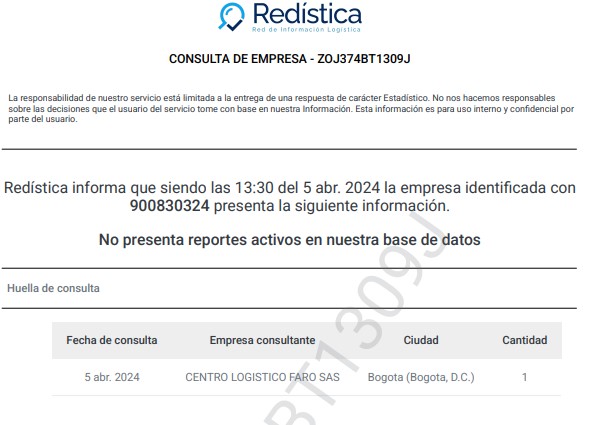 Redística
Red de Información Logística
CONSULTA DE EMPRESA - ZOJ374BT1309J
La responsabilidad de nuestro servicio está limitada a la entrega de una respuesta de carácter Estadístico. No nos hacemos responsables
sobre las decisiones que el usuario del servicio tome con base en nuestra Información. Esta información es para uso interno y confidencial por
parte del usuario.
Redística informa que siendo las 13:30 del 5 abr. 2024 la empresa identificada con
900830324 presenta la siguiente información.
No presenta reportes activos en nuestra base de datos
Huella de consulta
Fecha de consulta Empresa consultante Ciudad Cantidad
5 abr. 2024 CENTRO LOGISTICO FARO SAS Bogota (Bogota, D.C.) 1
BT1309J